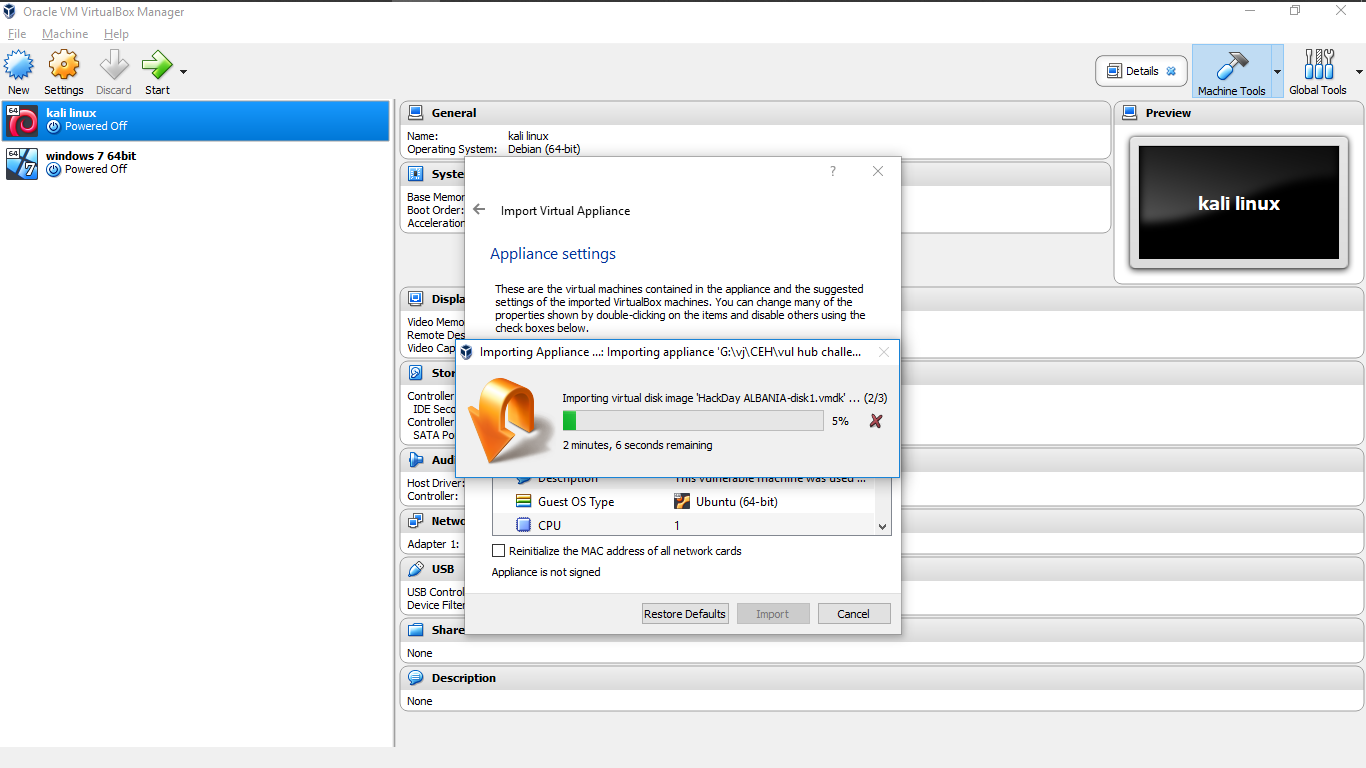 Oracle VM VirtualBox Manager
File Machine Help
New Settings Discard Start
Details Machine Tools Global Tools
64 kali linux
Powered Off
64 windows 7 64bit
Powered Off
General
Name: kali linux
Operating System: Debian (64-bit)
Preview
kali linux
Syste
Base Memor
Boot Order:
Acceleration
Displa
Video Memo
Remote Des
Video Cap
Stor
Controller
IDE Seco
Controller
SATA Po
Audi
Host Driver:
Controller:
Netwo
Adapter 1:
USB
USB Control
Device Filter
Share
None
Description
None
?
Import Virtual Appliance
Appliance settings
These are the virtual machines contained in the appliance and the suggested
settings of the imported VirtualBox machines. You can change many of the
properties shown by double-clicking on the items and disable others using the
check boxes below.
Importing Appliance ...: Importing appliance 'G:\vj\CEH\vul hub challe...
Importing virtual disk image 'HackDay ALBANIA-disk1.vmdk' ... (2/3)
5%
2 minutes, 6 seconds remaining
Description This vulnerable machine was used ...
Guest OS Type Ubuntu (64-bit)
CPU 1
Reinitialize the MAC address of all network cards
Appliance is not signed
Restore Defaults Import Cancel